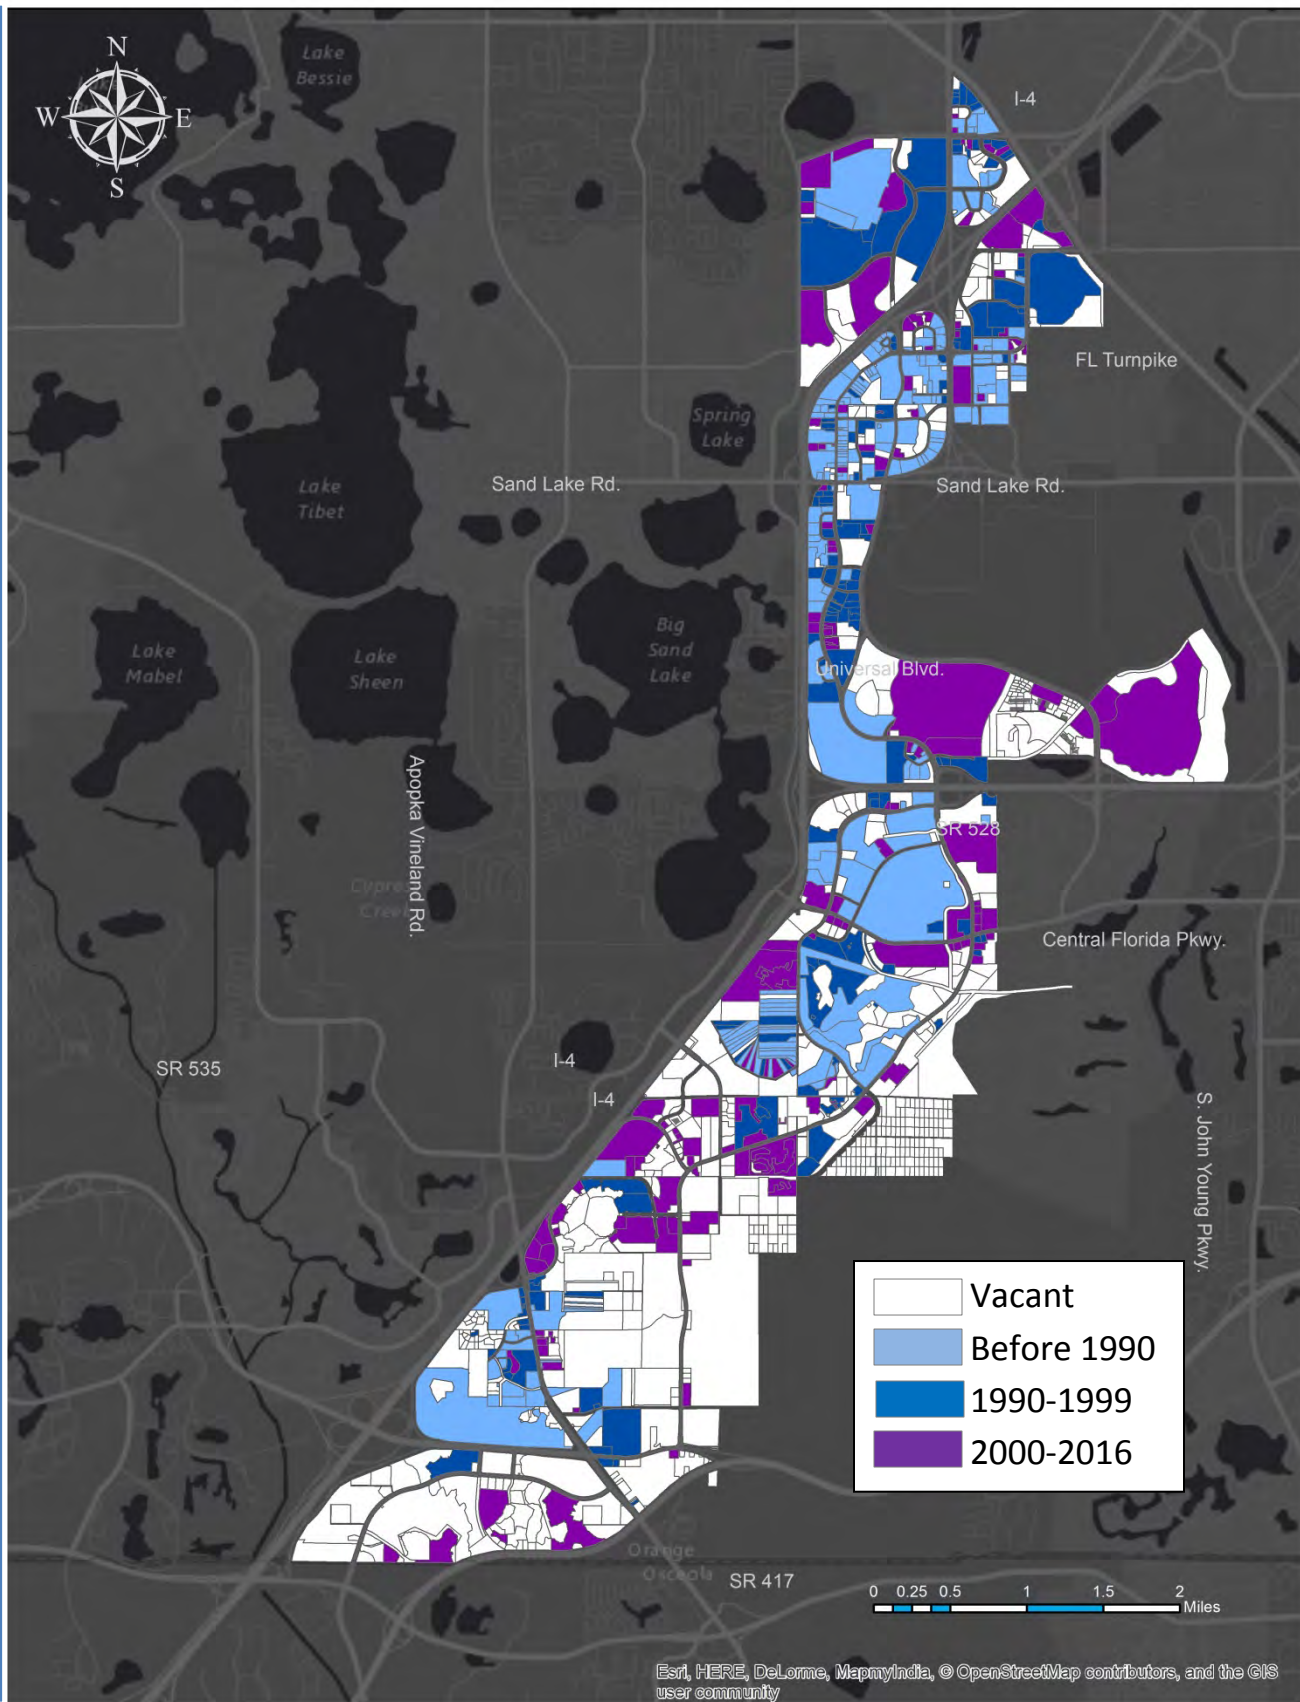 N
W E
S
Lake
Bessie
I-4
FL Turnpike
Spring
Lake
Sand Lake Rd.
Sand Lake Rd.
Lake
Tibet
Big
Sand
Lake
Lake
Mabel
Lake
Sheen
Universal Blvd.
Apopka Vineland Rd.
SR 528
Creek
Central Florida Pkwy.
I-4
SR 535
I-4
S. John Young Pkwy.
Vacant
Before 1990
1990-1999
2000-2016
Orange
Osceola
SR 417
0 0.25 0.5 1 1.5 2
Miles
Esri, HERE, DeLorme, MapmyIndia, © OpenStreetMap contributors, and the GIS
user community